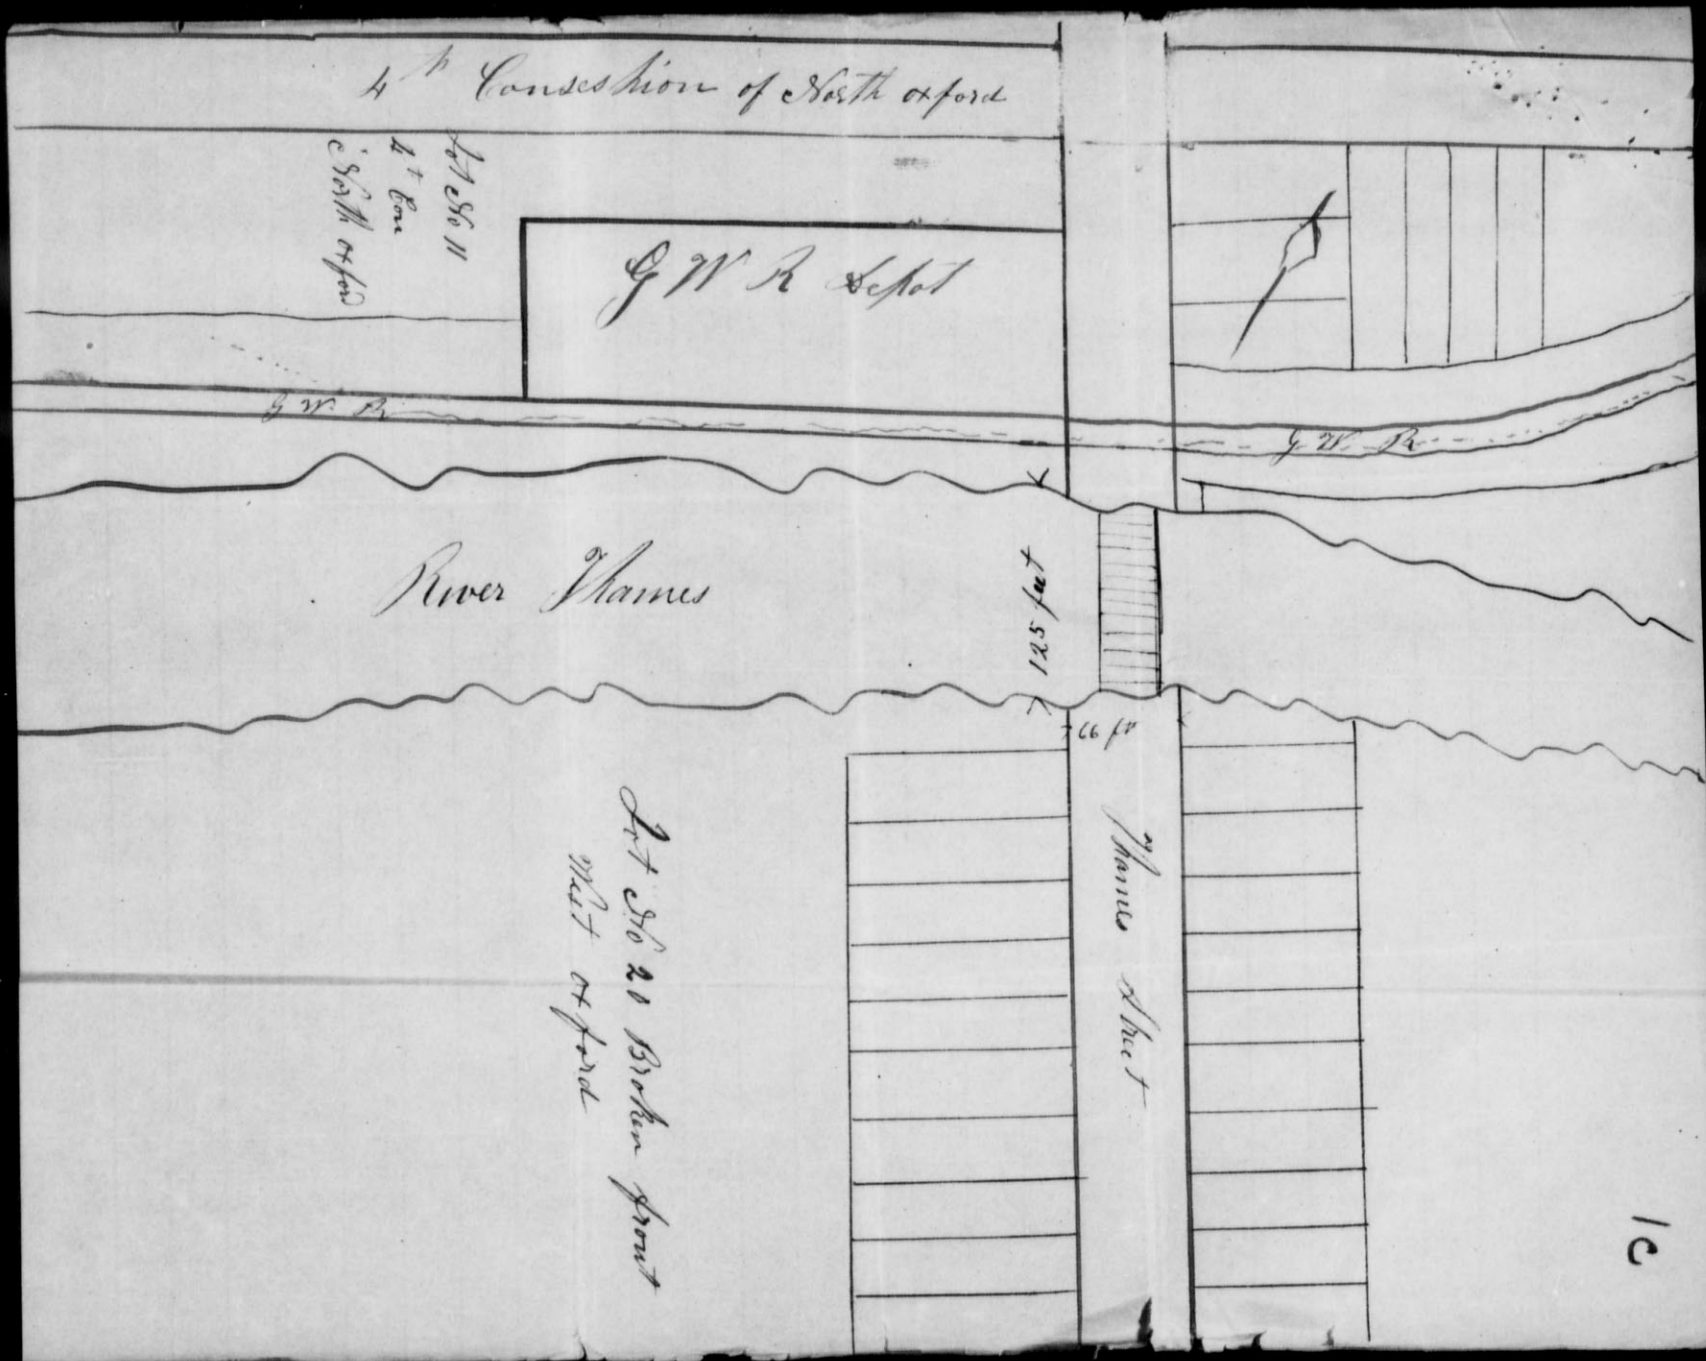 4th Conseshion of North oxford
Lot No 11
4th Con
North oxford
G W R Depot
G W R
G W R
River Thames
125 feet
66 ft
Thames Street
Lot No 20 Broken front
West oxford
1c